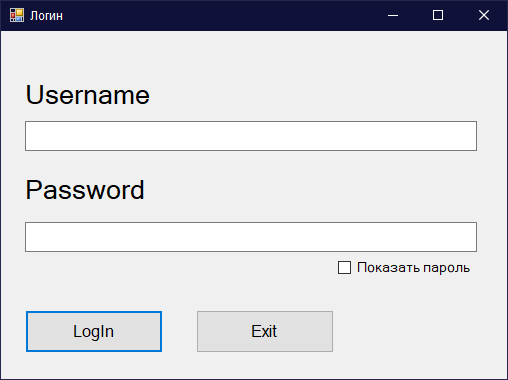 Логин
Username
Password
Показать пароль
LogIn
Exit